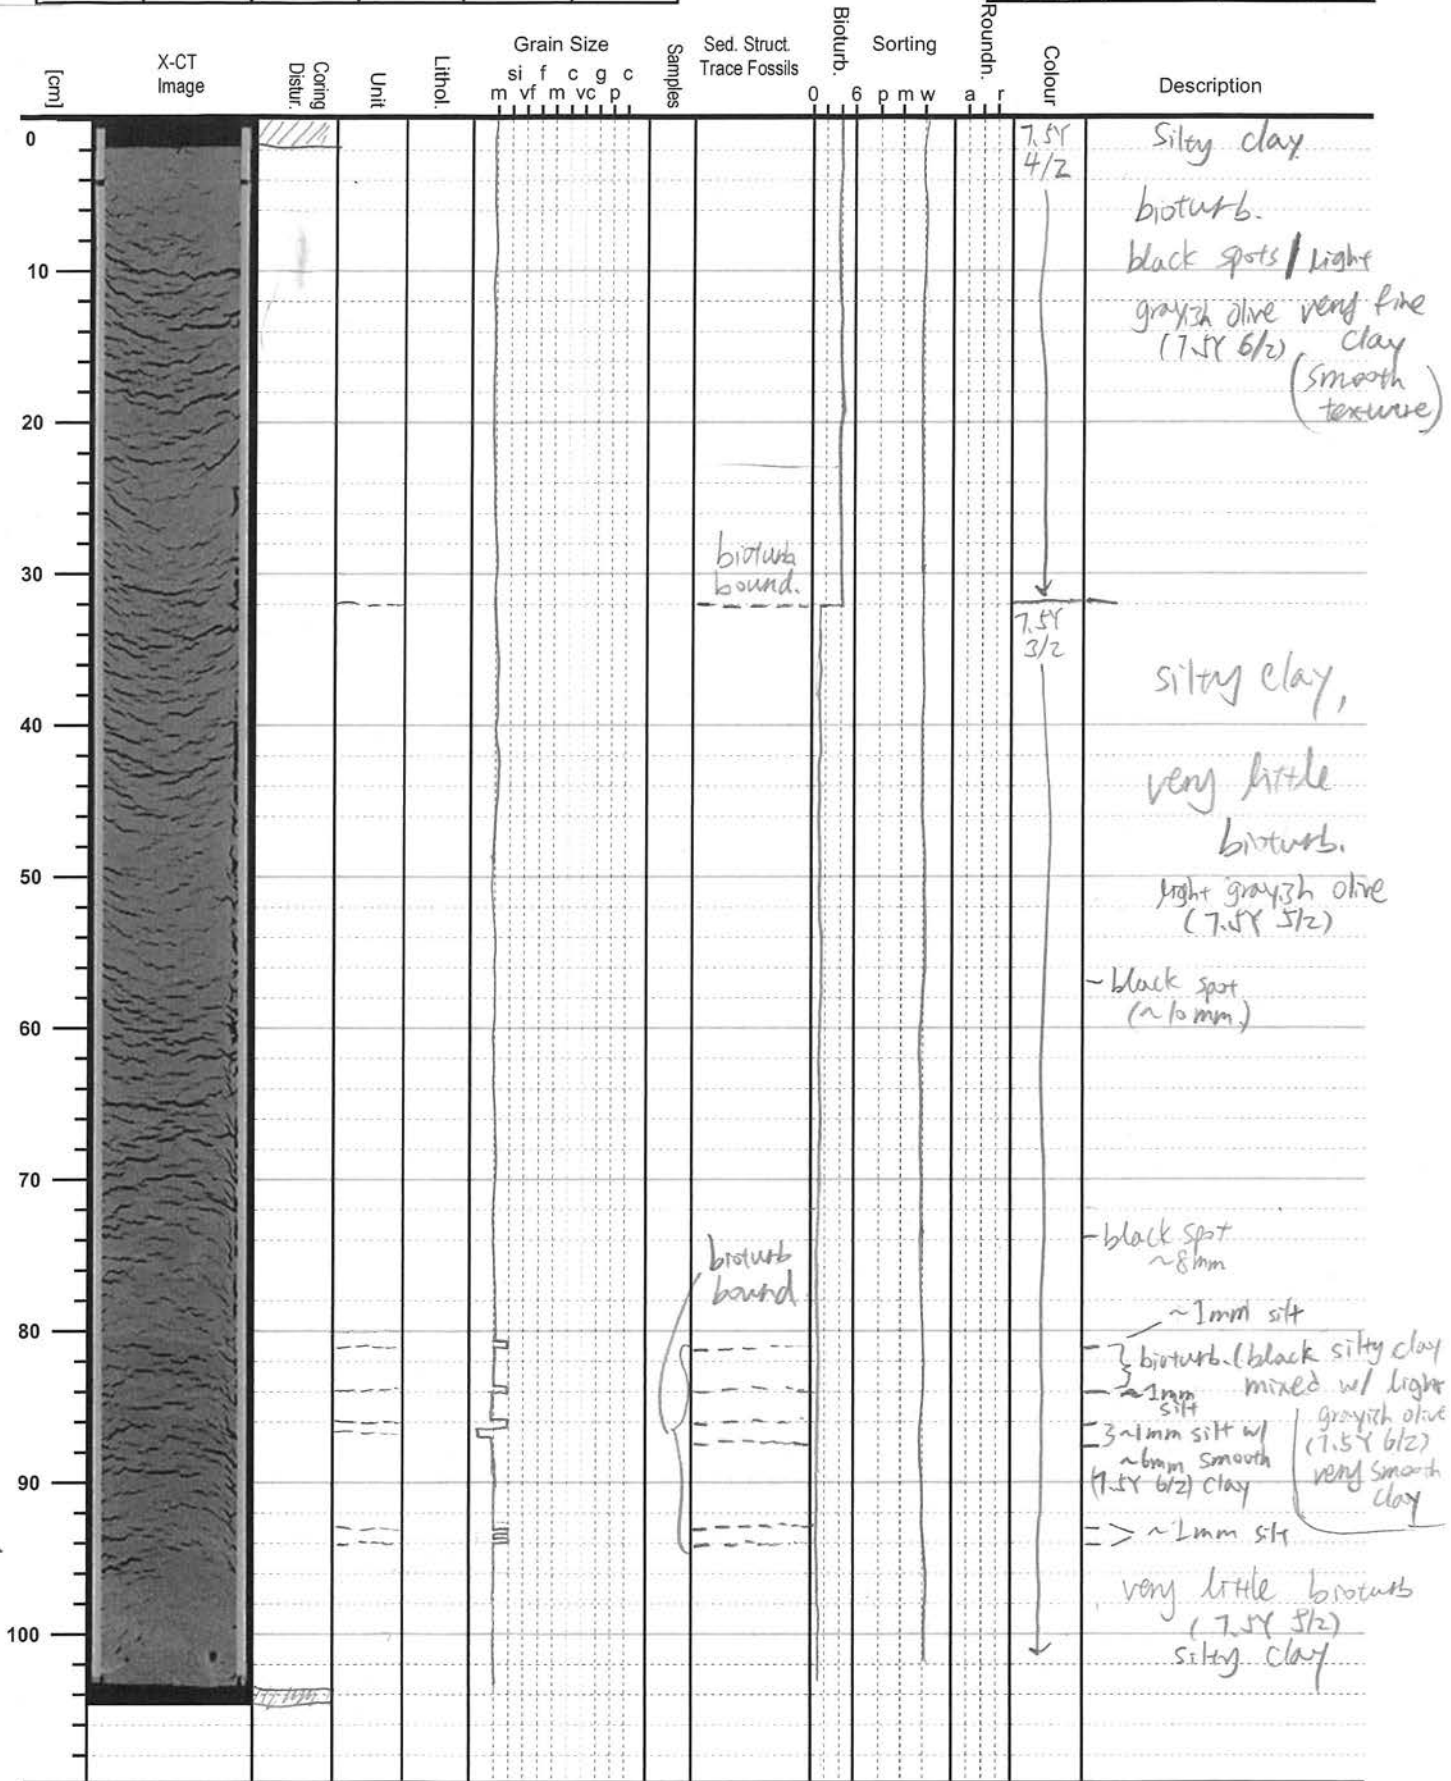 [cm]
X-CT
Image
Coring
Distur.
Unit
Lithol.
Grain Size
si f c g c
m vf m vc p
Samples
Sed. Struct.
Trace Fossils
Bioturb.
0 6
Sorting
p m w
Roundn.
a r
Colour
Description
0
7.5Y
4/2
Silty clay
bioturb.
10
black spots / light
grayish olive very fine
(7.5Y 6/2) clay
(smooth
texture)
20
bioturb
bound.
30
7.5Y
3/2
silty clay,
40
very little
bioturb.
50
light grayish olive
(7.5Y 5/2)
- black spot
(~10mm.)
60
70
- black spot
~8mm
bioturb
bound
~1mm silt
80
bioturb. (black silty clay
mixed w/ light
~1mm
silt
grayish olive
(7.5Y 6/2)
very smooth
clay
3~1mm silt w/
~6mm smooth
(7.5Y 6/2) clay
90
~1mm silt
very little bioturb
(7.5Y 5/2)
100
silty clay